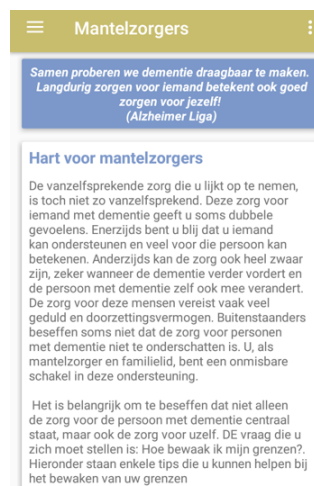 Mantelzorgers
Samen proberen we dementie draagbaar te maken.
Langdurig zorgen voor iemand betekent ook goed
zorgen voor jezelf!
(Alzheimer Liga)
Hart voor mantelzorgers
De vanzelfsprekende zorg die u lijkt op te nemen,
is toch niet zo vanzelfsprekend. Deze zorg voor
iemand met dementie geeft u soms dubbele
gevoelens. Enerzijds bent u blij dat u iemand
kan ondersteunen en veel voor die persoon kan
betekenen. Anderzijds kan de zorg ook heel zwaar
zijn, zeker wanneer de dementie verder vordert en
de persoon met dementie zelf ook mee verandert.
De zorg voor deze mensen vereist vaak veel
geduld en doorzettingsvermogen. Buitenstaanders
beseffen soms niet dat de zorg voor personen
met dementie niet te onderschatten is. U, als
mantelzorger en familielid, bent een onmisbare
schakel in deze ondersteuning.
Het is belangrijk om te beseffen dat niet alleen
de zorg voor de persoon met dementie centraal
staat, maar ook de zorg voor uzelf. DE vraag die u
zich moet stellen is: Hoe bewaak ik mijn grenzen?.
Hieronder staan enkele tips die u kunnen helpen bij
het bewaken van uw grenzen